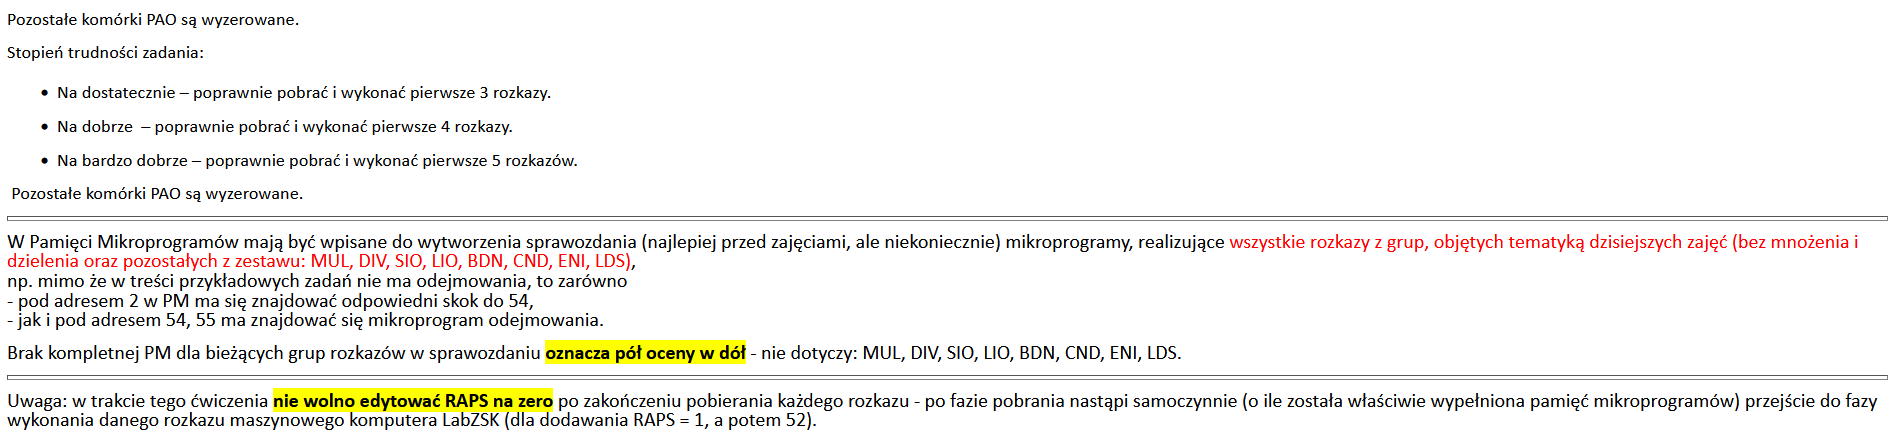 Pozostałe komórki PAO są wyzerowane.
Stopień trudności zadania:
• Na dostatecznie – poprawnie pobrać i wykonać pierwsze 3 rozkazy.
• Na dobrze – poprawnie pobrać i wykonać pierwsze 4 rozkazy.
• Na bardzo dobrze – poprawnie pobrać i wykonać pierwsze 5 rozkazów.
Pozostałe komórki PAO są wyzerowane.
W Pamięci Mikroprogramów mają być wpisane do wytworzenia sprawozdania (najlepiej przed zajęciami, ale niekoniecznie) mikroprogramy, realizujące wszystkie rozkazy z grup, objętych tematyką dzisiejszych zajęć (bez mnożenia i
dzielenia oraz pozostałych z zestawu: MUL, DIV, SIO, LIO, BDN, CND, ENI, LDS),
np. mimo że w treści przykładowych zadań nie ma odejmowania, to zarówno
- pod adresem 2 w PM ma się znajdować odpowiedni skok do 54,
- jak i pod adresem 54, 55 ma znajdować się mikroprogram odejmowania.
Brak kompletnej PM dla bieżących grup rozkazów w sprawozdaniu oznacza pół oceny w dół - nie dotyczy: MUL, DIV, SIO, LIO, BDN, CND, ENI, LDS.
Uwaga: w trakcie tego ćwiczenia nie wolno edytować RAPS na zero po zakończeniu pobierania każdego rozkazu - po fazie pobrania nastąpi samoczynnie (o ile została właściwie wypełniona pamięć mikroprogramów) przejście do fazy
wykonania danego rozkazu maszynowego komputera LabZSK (dla dodawania RAPS = 1, a potem 52).